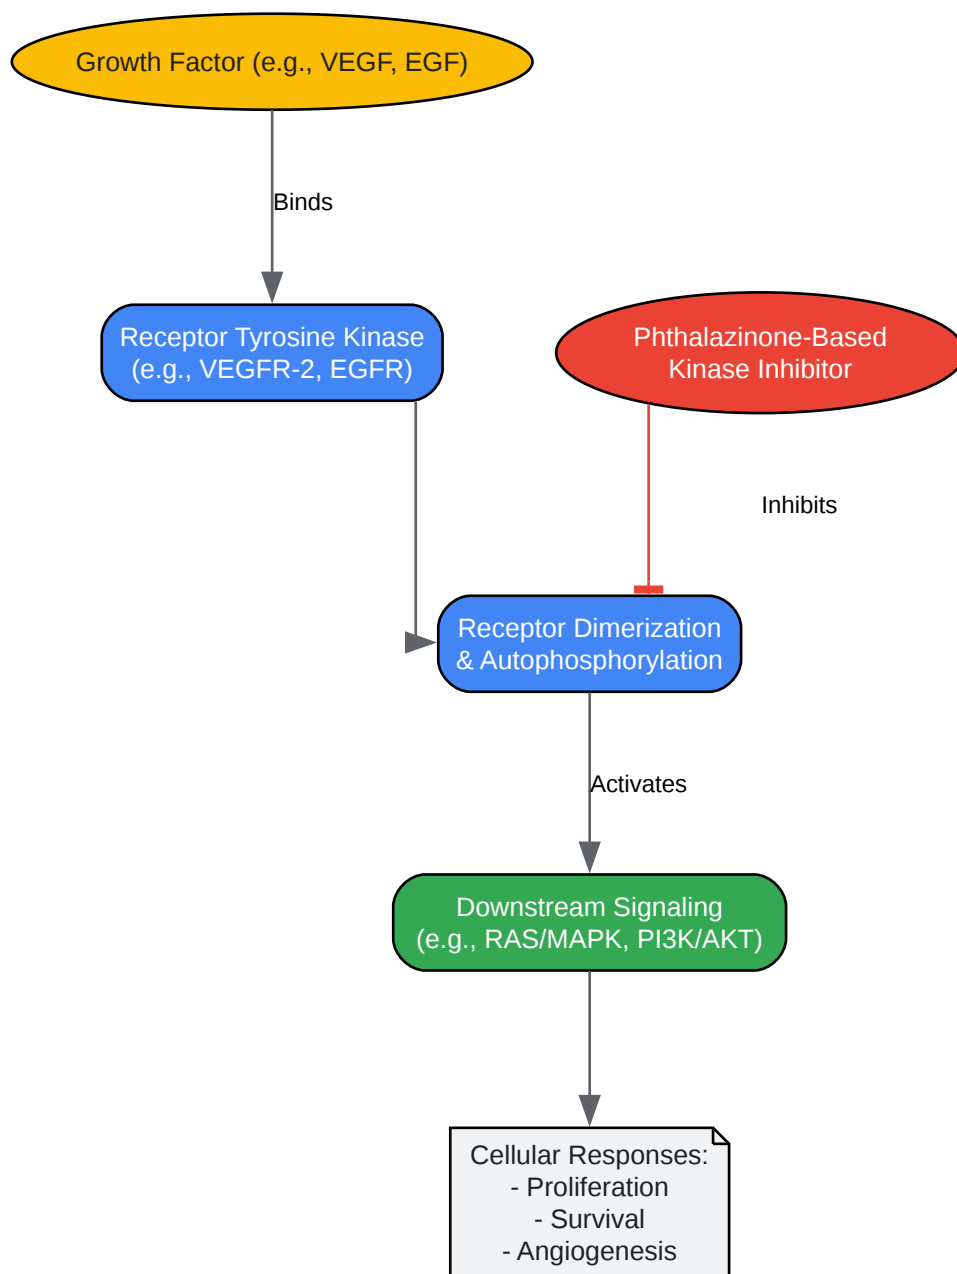 Growth Factor (e.g., VEGF, EGF)
Binds
Receptor Tyrosine Kinase
(e.g., VEGFR-2, EGFR)
Phthalazinone-Based
Kinase Inhibitor
Inhibits
Receptor Dimerization
& Autophosphorylation
Activates
Downstream Signaling
(e.g., RAS/MAPK, PI3K/AKT)
Cellular Responses:
- Proliferation
- Survival
- Angiogenesis